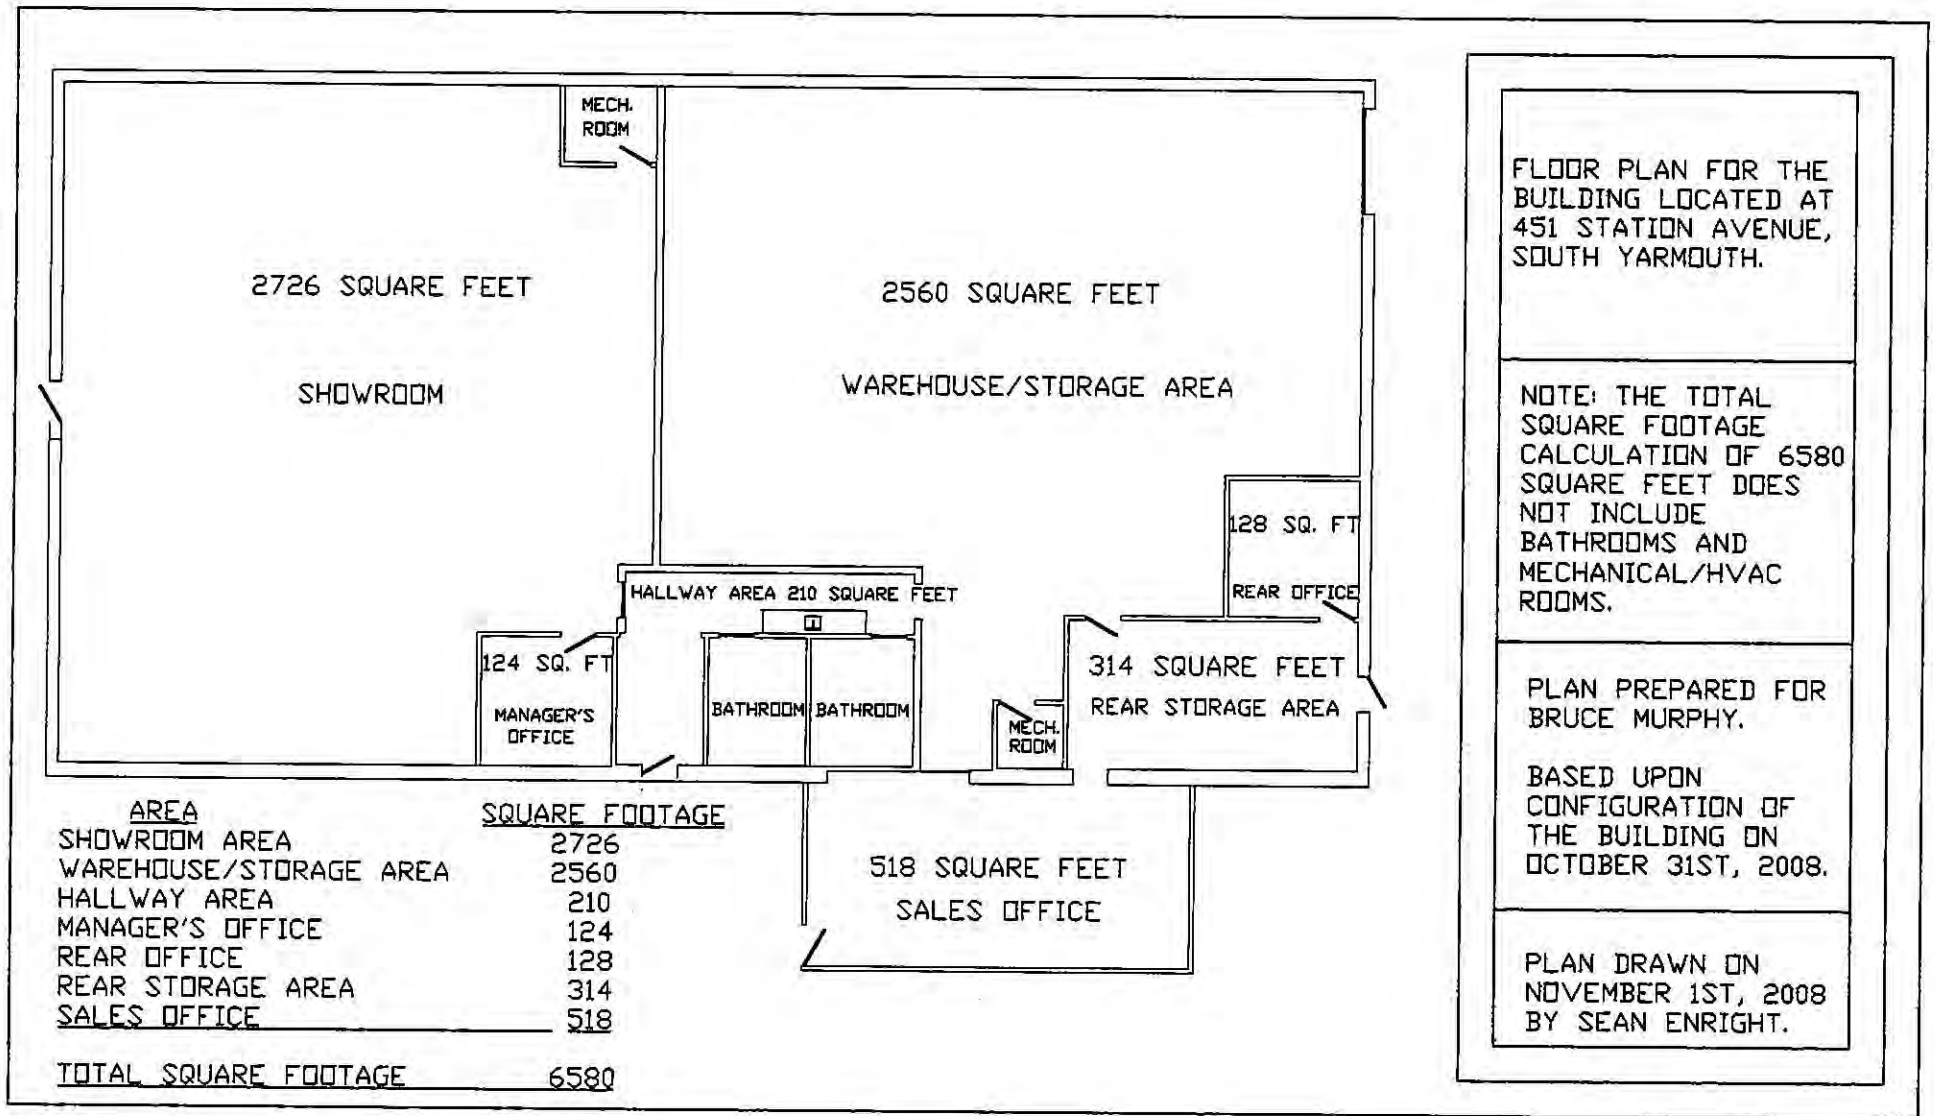 MECH.
ROOM
2726 SQUARE FEET
SHOWROOM
2560 SQUARE FEET
WAREHOUSE/STORAGE AREA
128 SQ. FT
REAR OFFICE
HALLWAY AREA 210 SQUARE FEET
124 SQ. FT
MANAGER'S
OFFICE
BATHROOM
BATHROOM
MECH.
ROOM
314 SQUARE FEET
REAR STORAGE AREA
518 SQUARE FEET
SALES OFFICE
AREA SQUARE FOOTAGE
SHOWROOM AREA 2726
WAREHOUSE/STORAGE AREA 2560
HALLWAY AREA 210
MANAGER'S OFFICE 124
REAR OFFICE 128
REAR STORAGE AREA 314
SALES OFFICE 518
TOTAL SQUARE FOOTAGE 6580
FLOOR PLAN FOR THE
BUILDING LOCATED AT
451 STATION AVENUE,
SOUTH YARMOUTH.
NOTE: THE TOTAL
SQUARE FOOTAGE
CALCULATION OF 6580
SQUARE FEET DOES
NOT INCLUDE
BATHROOMS AND
MECHANICAL/HVAC
ROOMS.
PLAN PREPARED FOR
BRUCE MURPHY.
BASED UPON
CONFIGURATION OF
THE BUILDING ON
OCTOBER 31ST, 2008.
PLAN DRAWN ON
NOVEMBER 1ST, 2008
BY SEAN ENRIGHT.